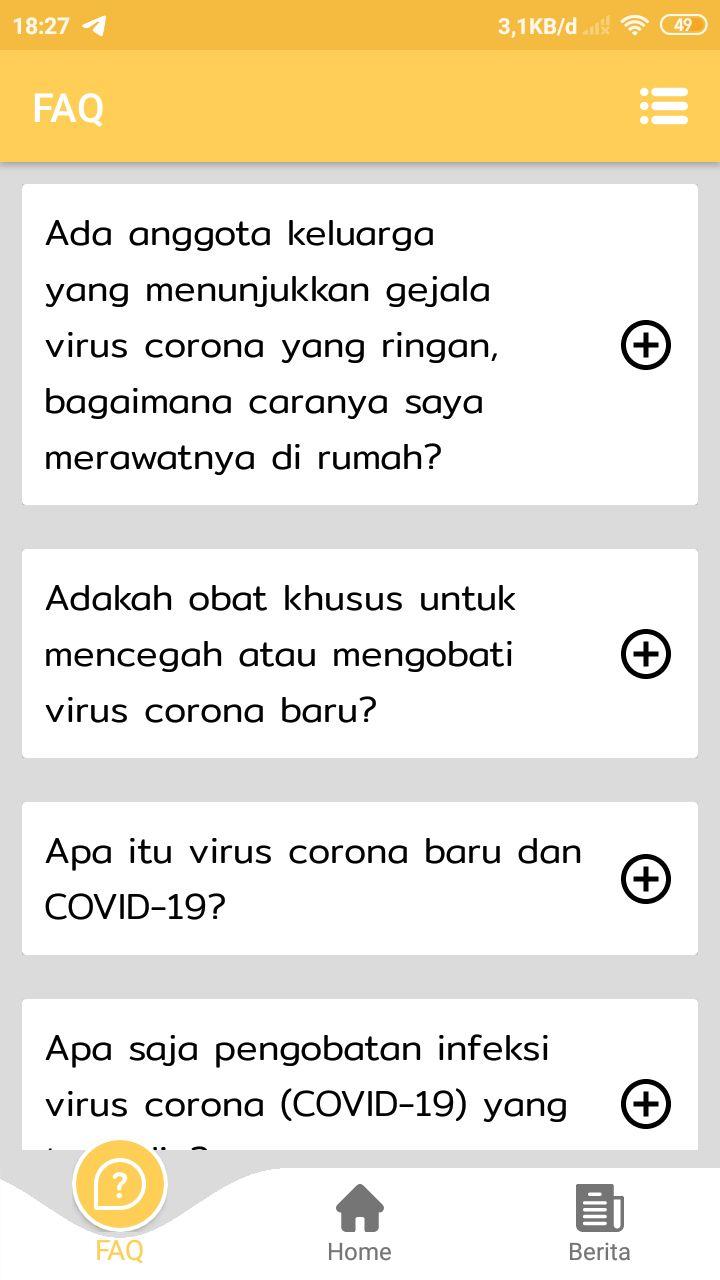 18:27
3,1KB/d
49
FAQ
Ada anggota keluarga
yang menunjukkan gejala
virus corona yang ringan,
bagaimana caranya saya
merawatnya di rumah?
Adakah obat khusus untuk
mencegah atau mengobati
virus corona baru?
Apa itu virus corona baru dan
COVID-19?
Apa saja pengobatan infeksi
virus corona (COVID-19) yang
?
FAQ
Home
Berita